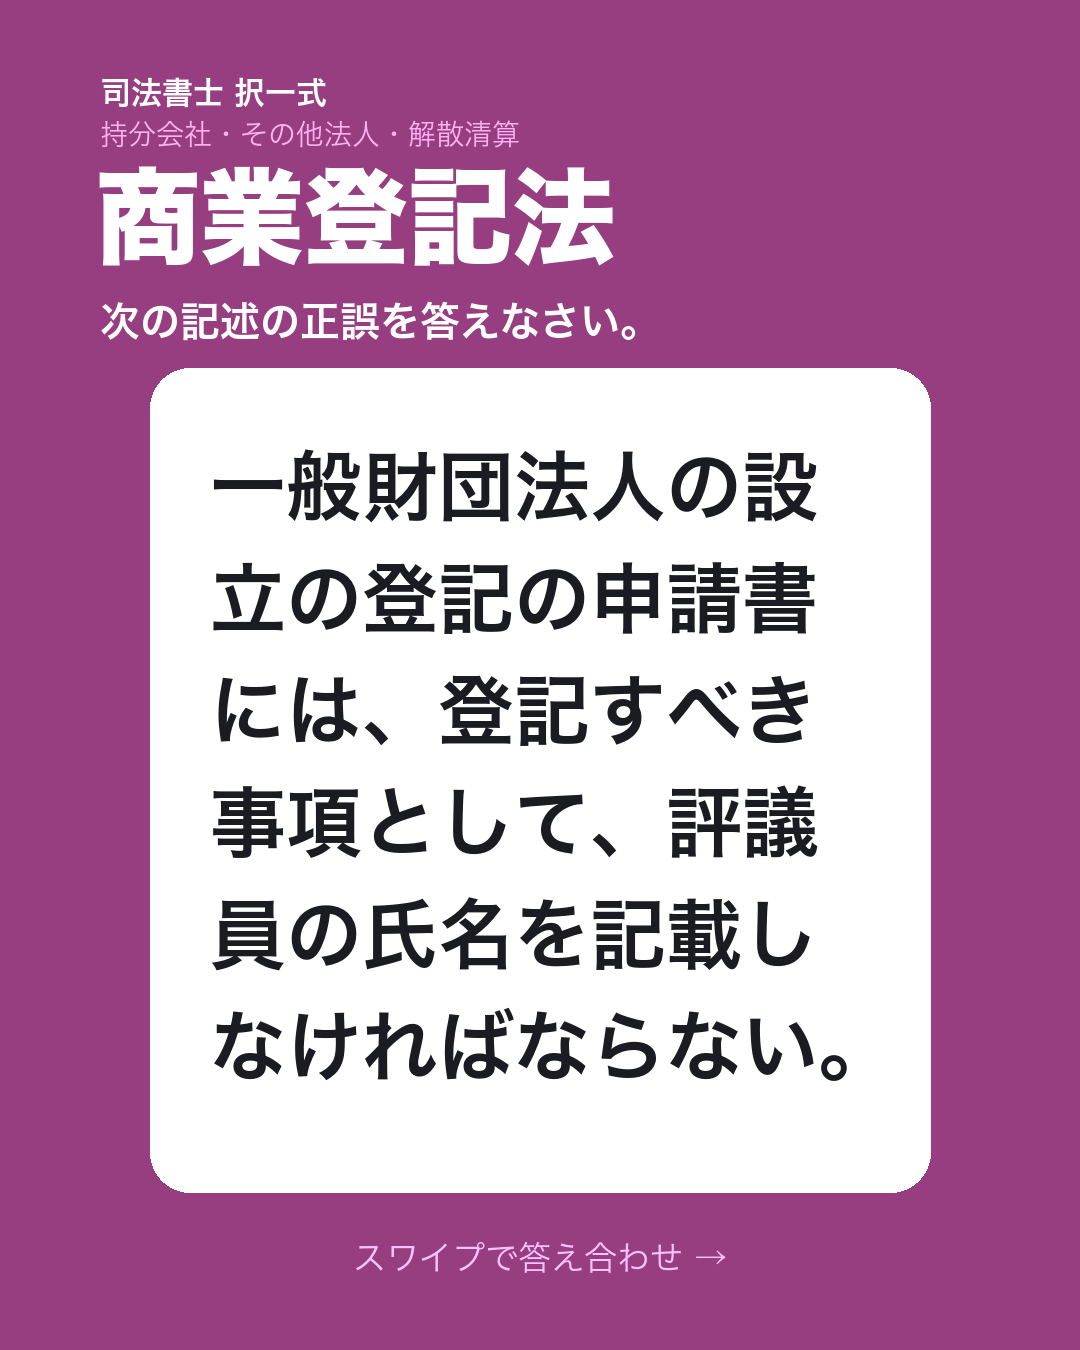 司法書士 択一式
持分会社・その他法人・解散清算
商業登記法
次の記述の正誤を答えなさい。
一般財団法人の設
立の登記の申請書
には、登記すべき
事項として、評議
員の氏名を記載し
なければならない。
スワイプで答え合わせ →